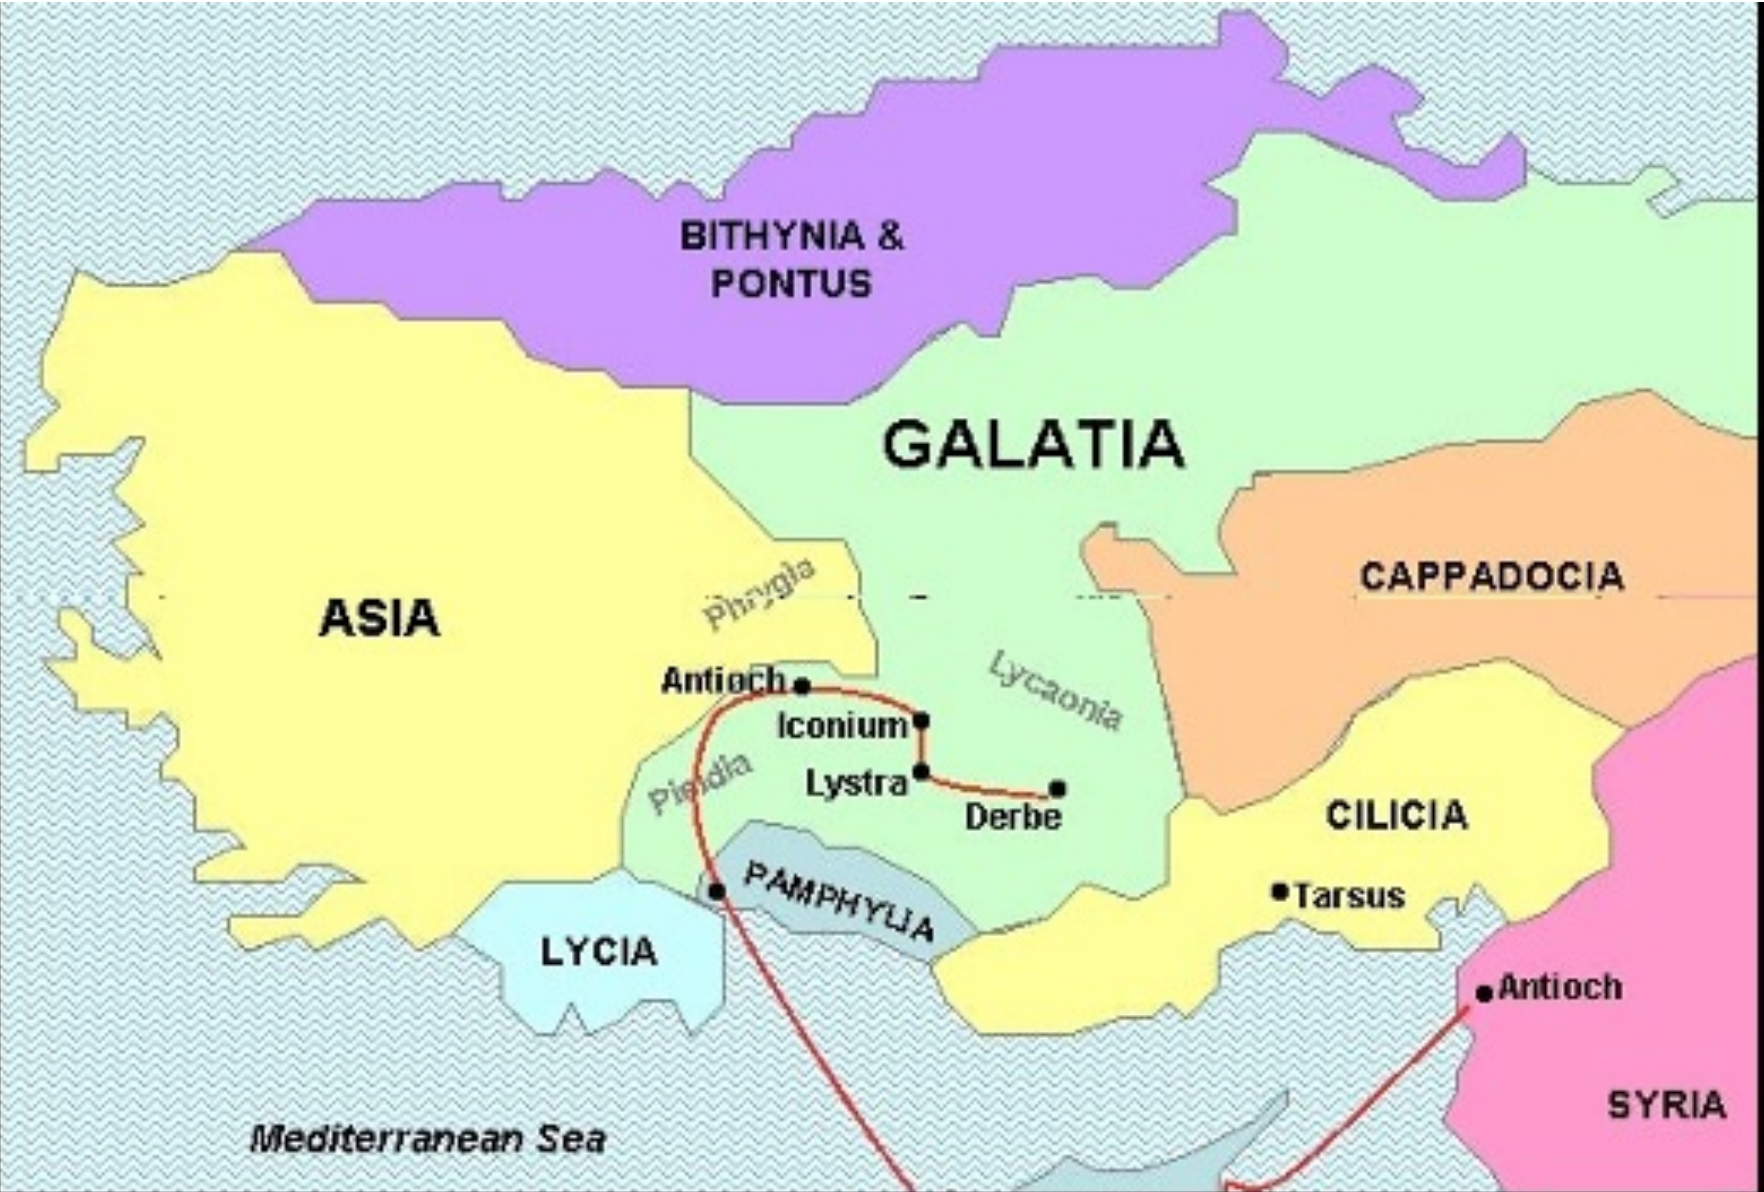 BITHYNIA &
PONTUS
GALATIA
ASIA
Phrygia
CAPPADOCIA
Lycaonia
Antioch
Iconium
Pisidia
Lystra
Derbe
CILICIA
PAMPHYLIA
Tarsus
LYCIA
Antioch
SYRIA
Mediterranean Sea